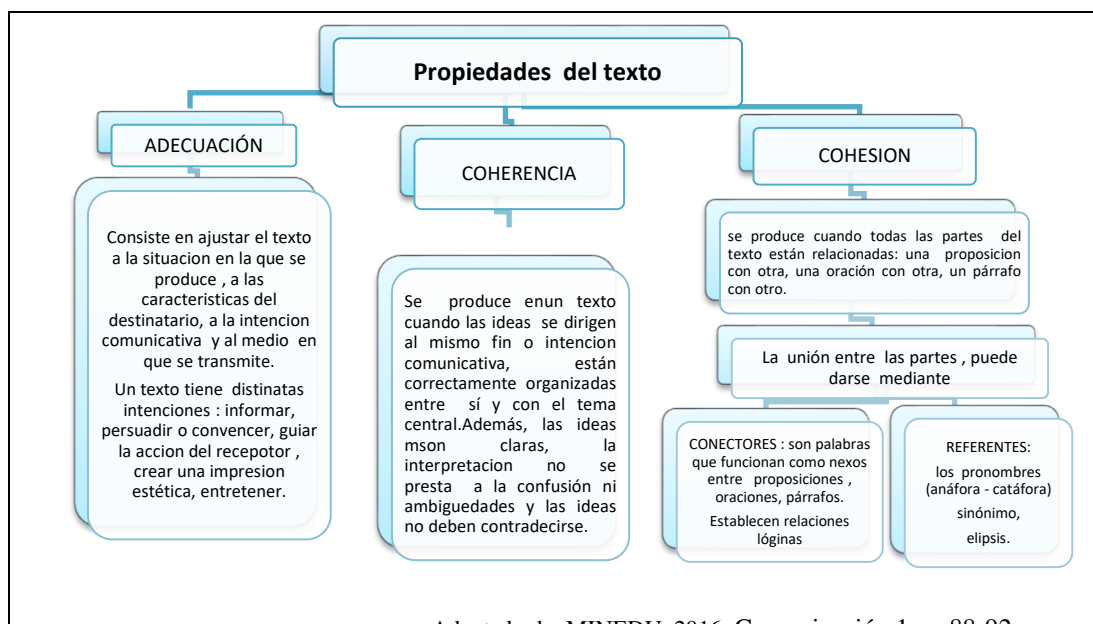 Propiedades del texto
ADECUACIÓN
Consiste en ajustar el texto
a la situacion en la que se
produce , a las
caracteristicas del
destinatario, a la intencion
comunicativa y al medio en
que se transmite.
Un texto tiene distinatas
intenciones : informar,
persuadir o convencer, guiar
la accion del recepotor ,
crear una impresion
estética, entretener.
COHERENCIA
Se produce enun texto
cuando las ideas se dirigen
al mismo fin o intencion
comunicativa, están
correctamente organizadas
entre sí y con el tema
central.Además, las ideas
mson claras, la
interpretacion no se
presta a la confusión ni
ambiguedades y las ideas
no deben contradecirse.
COHESION
se produce cuando todas las partes del
texto están relacionadas: una proposicion
con otra, una oración con otra, un párrafo
con otro.
La unión entre las partes , puede
darse mediante
CONECTORES : son palabras
que funcionan como nexos
entre proposiciones ,
oraciones, párrafos.
Establecen relaciones
lóginas
REFERENTES:
los pronombres
(anáfora - catáfora)
sinónimo,
elipsis.